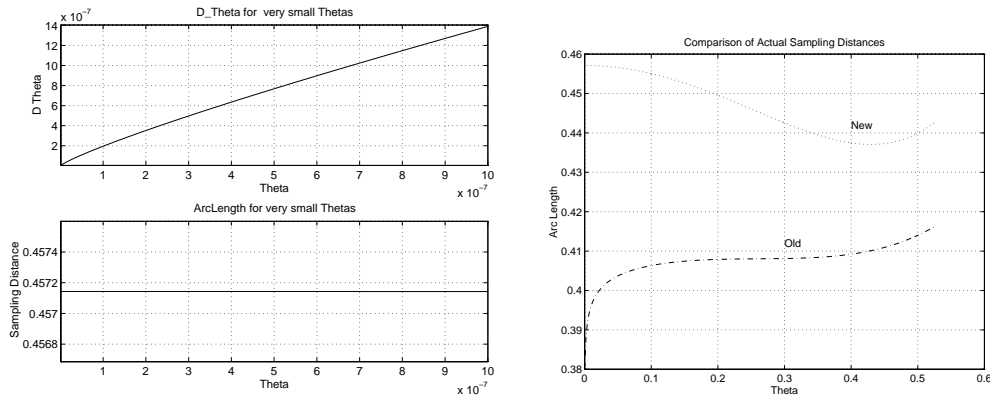 D_Theta for very small Thetas
x 10⁻⁷
14
12
10
8
6
4
2
D Theta
1 2 3 4 5 6 7 8 9 10
Theta
x 10⁻⁷
ArcLength for very small Thetas
0.4574
0.4572
0.457
0.4568
Sampling Distance
1 2 3 4 5 6 7 8 9 10
Theta
x 10⁻⁷
Comparison of Actual Sampling Distances
0.46
0.45
0.44
0.43
0.42
0.41
0.4
0.39
0.38
Arc Length
New
Old
0 0.1 0.2 0.3 0.4 0.5 0.6
Theta